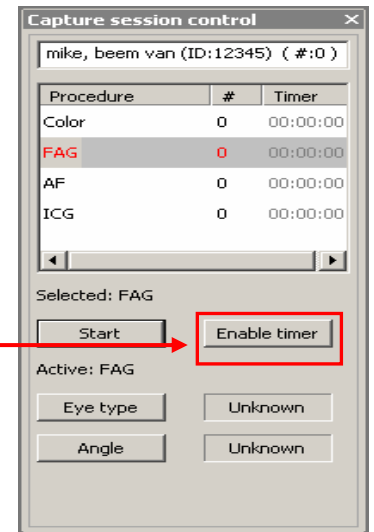 Capture session control ×
mike, beem van (ID:12345) ( #:0 )
Procedure # Timer
Color 0 00:00:00
FAG 0 00:00:00
AF 0 00:00:00
ICG 0 00:00:00
Selected: FAG
Start Enable timer
Active: FAG
Eye type Unknown
Angle Unknown